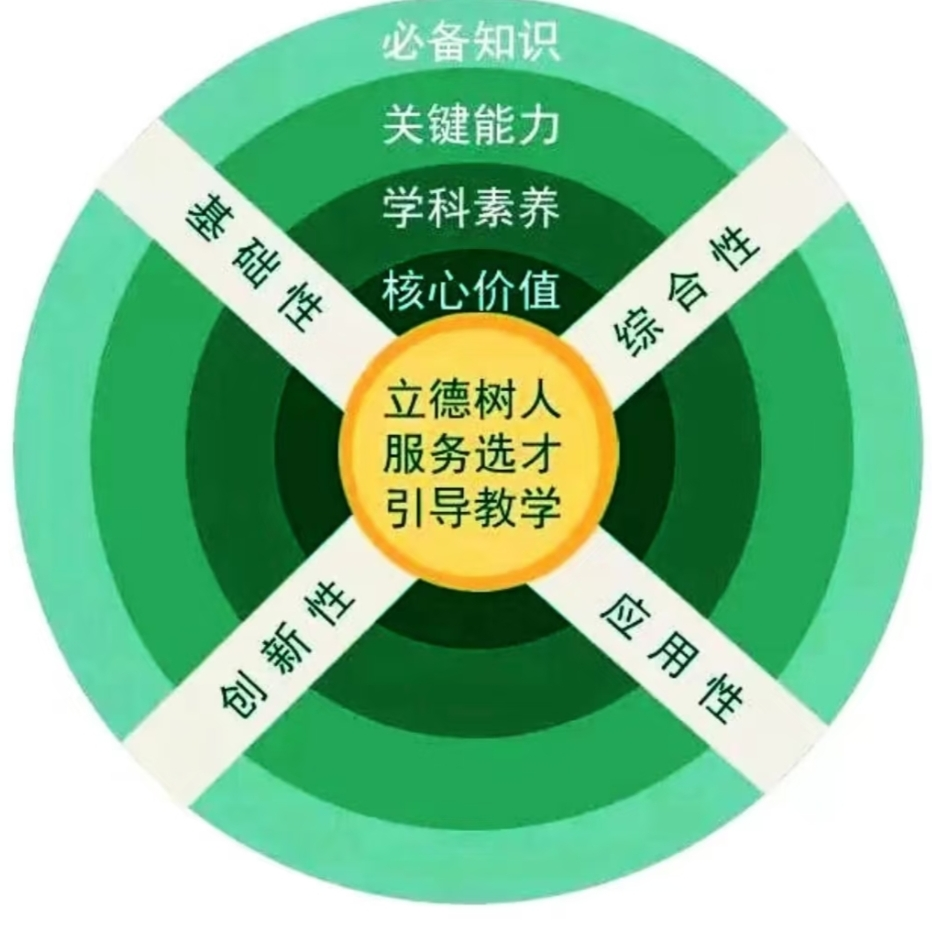 必备知识
关键能力
学科素养
核心价值
基础性
综合性
立德树人
服务选才
引导教学
创新性
应用性